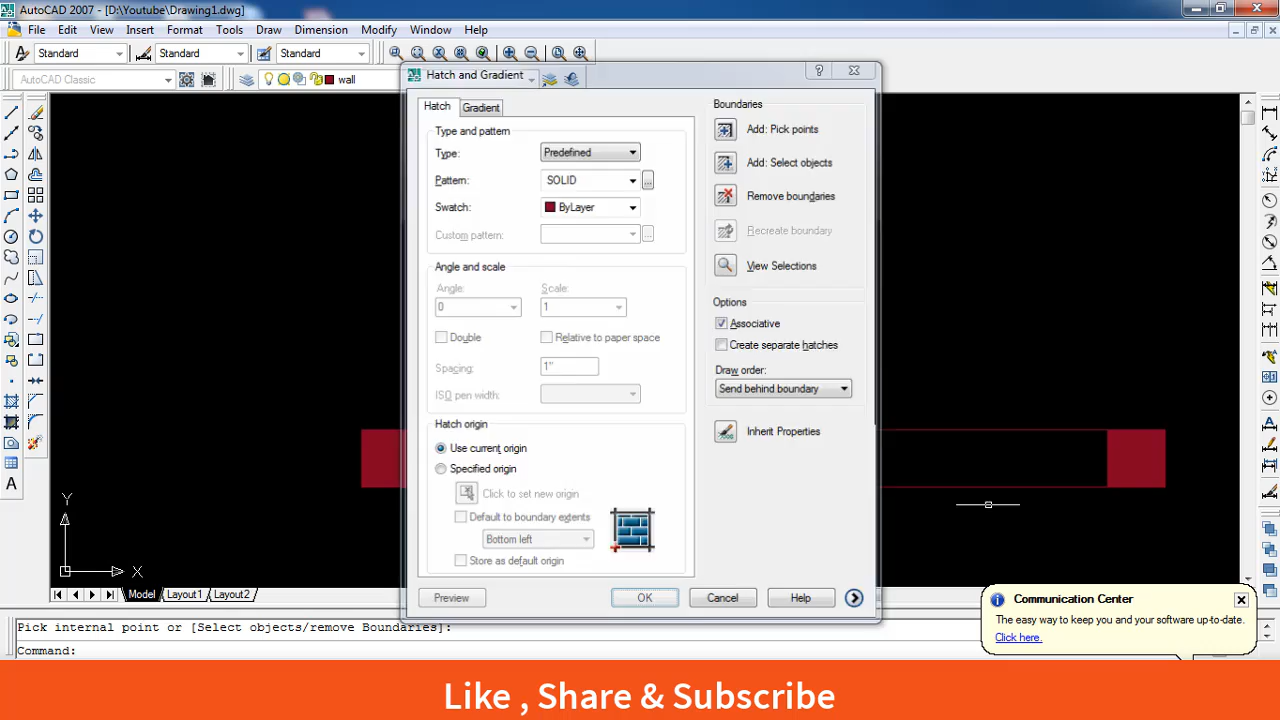 AutoCAD 2007 - [D:\Youtube\Drawing1.dwg]
File Edit View Insert Format Tools Draw Dimension Modify Window Help
Standard Standard Standard
AutoCAD Classic wall
Hatch and Gradient
Hatch Gradient
Type and pattern
Type: Predefined
Pattern: SOLID ...
Swatch: ByLayer
Custom pattern: ...
Angle and scale
Angle: Scale:
0 1
Double Relative to paper space
Spacing: 1"
ISO pen width:
Hatch origin
Use current origin
Specified origin
Click to set new origin
Default to boundary extents
Bottom left
Store as default origin
Boundaries
Add: Pick points
Add: Select objects
Remove boundaries
Recreate boundary
View Selections
Options
Associative
Create separate hatches
Draw order:
Send behind boundary
Inherit Properties
Preview OK Cancel Help
Y
X
Model Layout1 Layout2
Pick internal point or [Select objects/remove Boundaries]:
Command:
Communication Center
The easy way to keep you and your software up-to-date.
Click here.
Like , Share & Subscribe